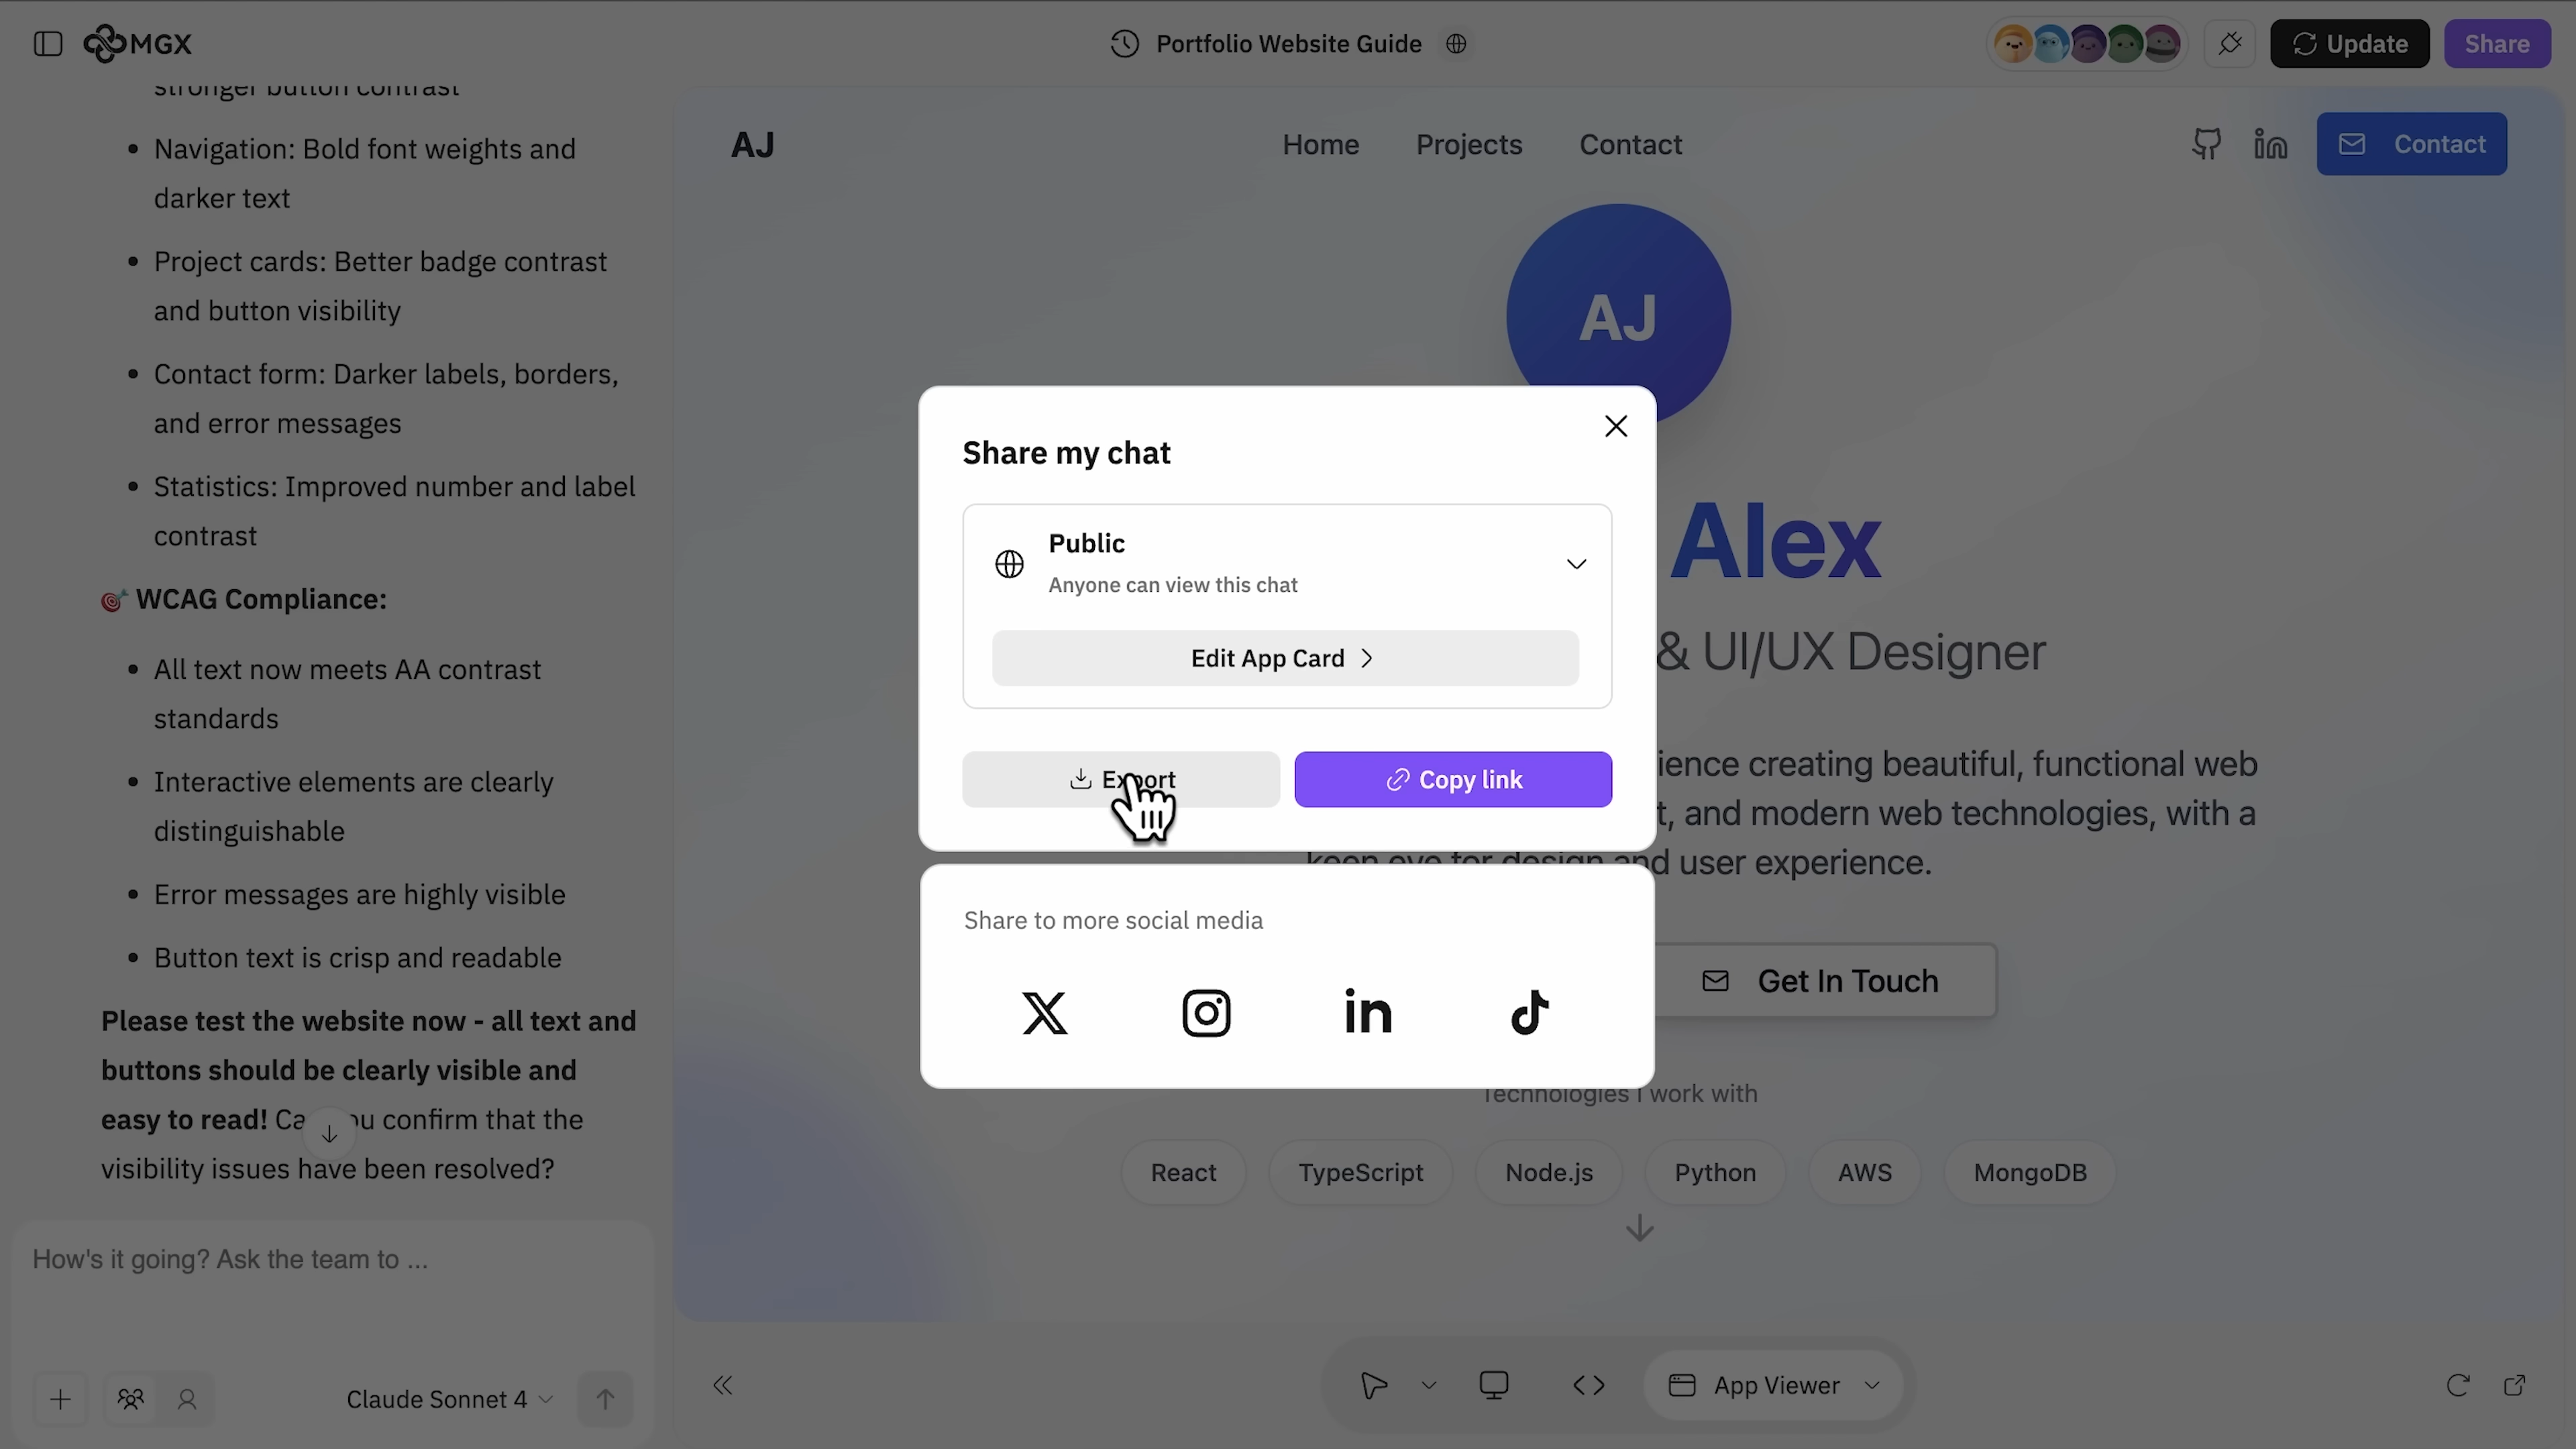 MGX
Portfolio Website Guide
Update
Share
stronger button contrast
Navigation: Bold font weights and
darker text
Project cards: Better badge contrast
and button visibility
Contact form: Darker labels, borders,
and error messages
Statistics: Improved number and label
contrast
🎯 WCAG Compliance:
All text now meets AA contrast
standards
Interactive elements are clearly
distinguishable
Error messages are highly visible
Button text is crisp and readable
Please test the website now - all text and
buttons should be clearly visible and
easy to read! Can you confirm that the
visibility issues have been resolved?
How's it going? Ask the team to ...
Claude Sonnet 4
AJ
Home
Projects
Contact
Contact
AJ
Alex
& UI/UX Designer
creating beautiful, functional web
and modern web technologies, with a
keen eye for design and user experience.
Get In Touch
Technologies I work with
React
TypeScript
Node.js
Python
AWS
MongoDB
App Viewer
Share my chat
Public
Anyone can view this chat
Edit App Card
Export
Copy link
Share to more social media